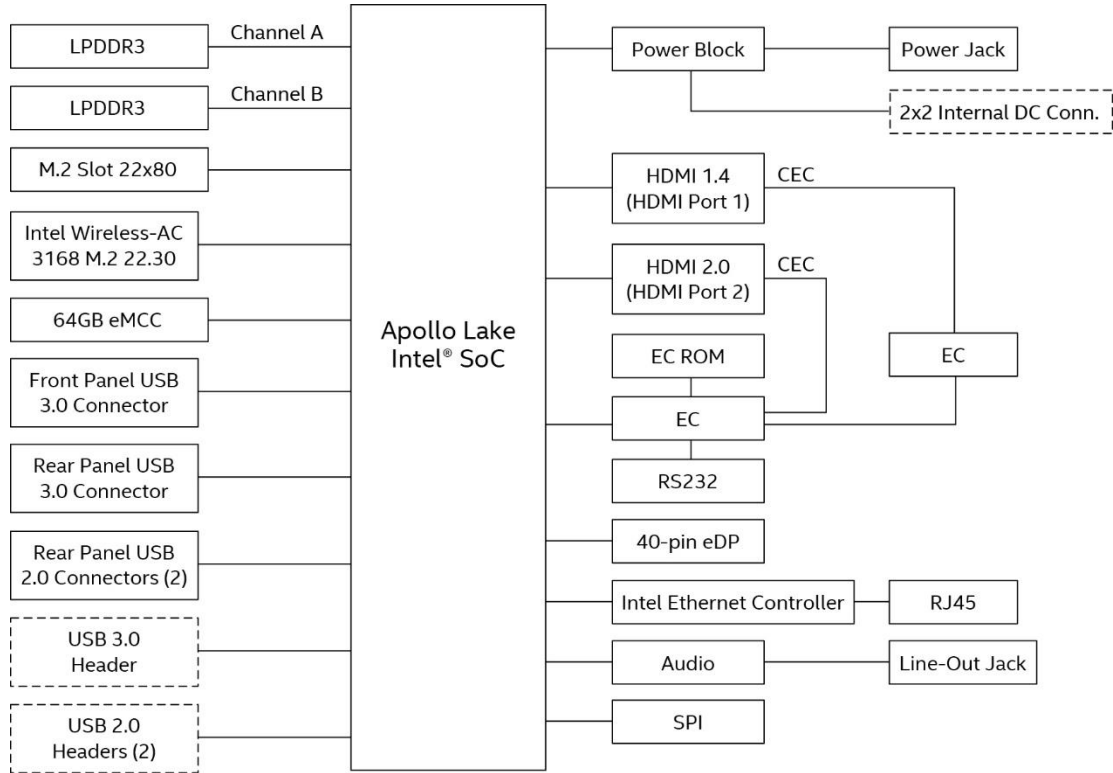 LPDDR3
Channel A
LPDDR3
Channel B
M.2 Slot 22x80
Intel Wireless-AC
3168 M.2 22.30
64GB eMCC
Front Panel USB
3.0 Connector
Rear Panel USB
3.0 Connector
Rear Panel USB
2.0 Connectors (2)
USB 3.0
Header
USB 2.0
Headers (2)
Apollo Lake
Intel® SoC
Power Block
Power Jack
2x2 Internal DC Conn.
HDMI 1.4
(HDMI Port 1)
CEC
HDMI 2.0
(HDMI Port 2)
CEC
EC ROM
EC
EC
RS232
40-pin eDP
Intel Ethernet Controller
RJ45
Audio
Line-Out Jack
SPI